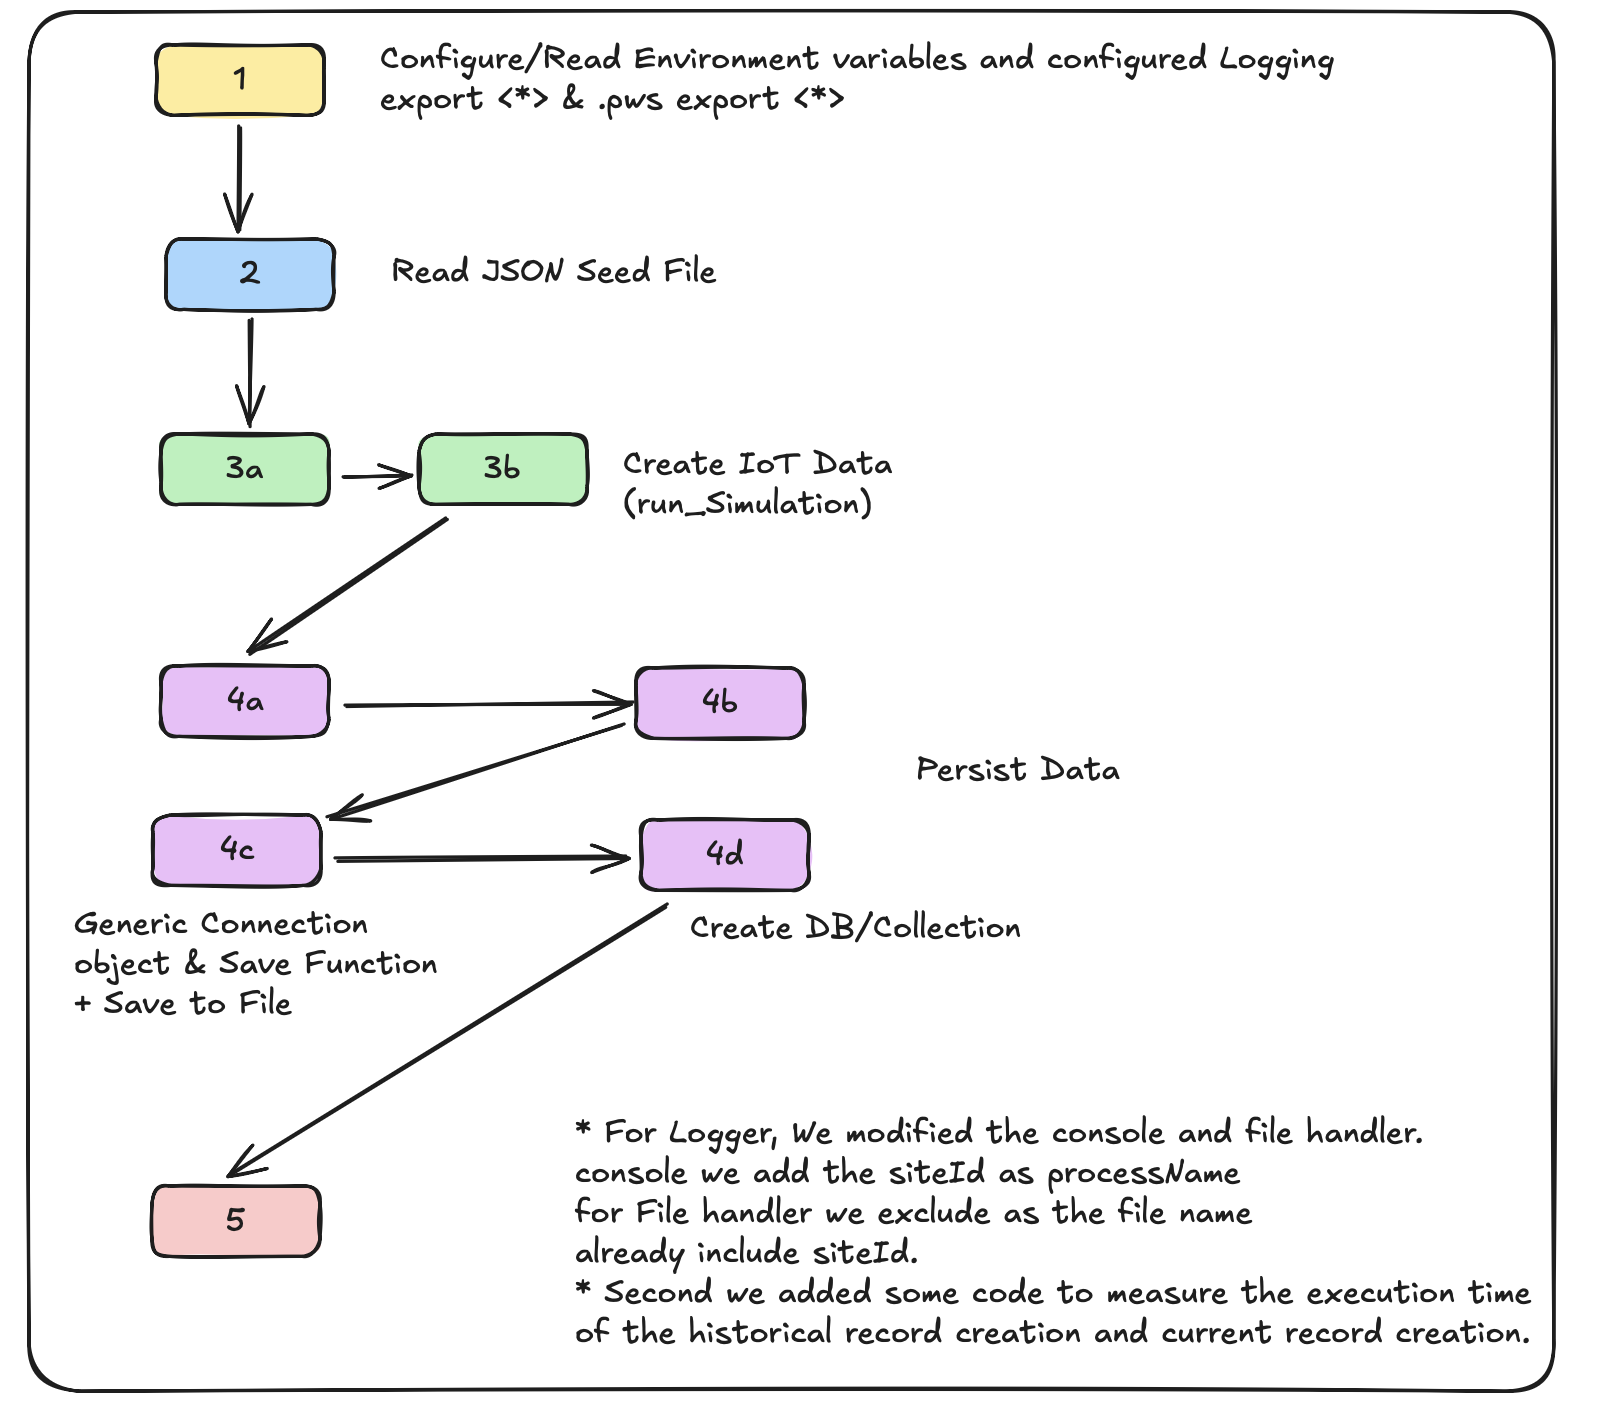 1
Configure/Read Environment variables and configured Logging
export <*> & .pws export <*>
2
Read JSON Seed File
3a
3b
Create IoT Data
(run_Simulation)
4a
4b
Persist Data
4c
4d
Generic Connection
object & Save Function
+ Save to File
Create DB/Collection
5
* For Logger, We modified the console and file handler.
console we add the siteId as processName
for File handler we exclude as the file name
already include siteId.
* Second we added some code to measure the execution time
of the historical record creation and current record creation.